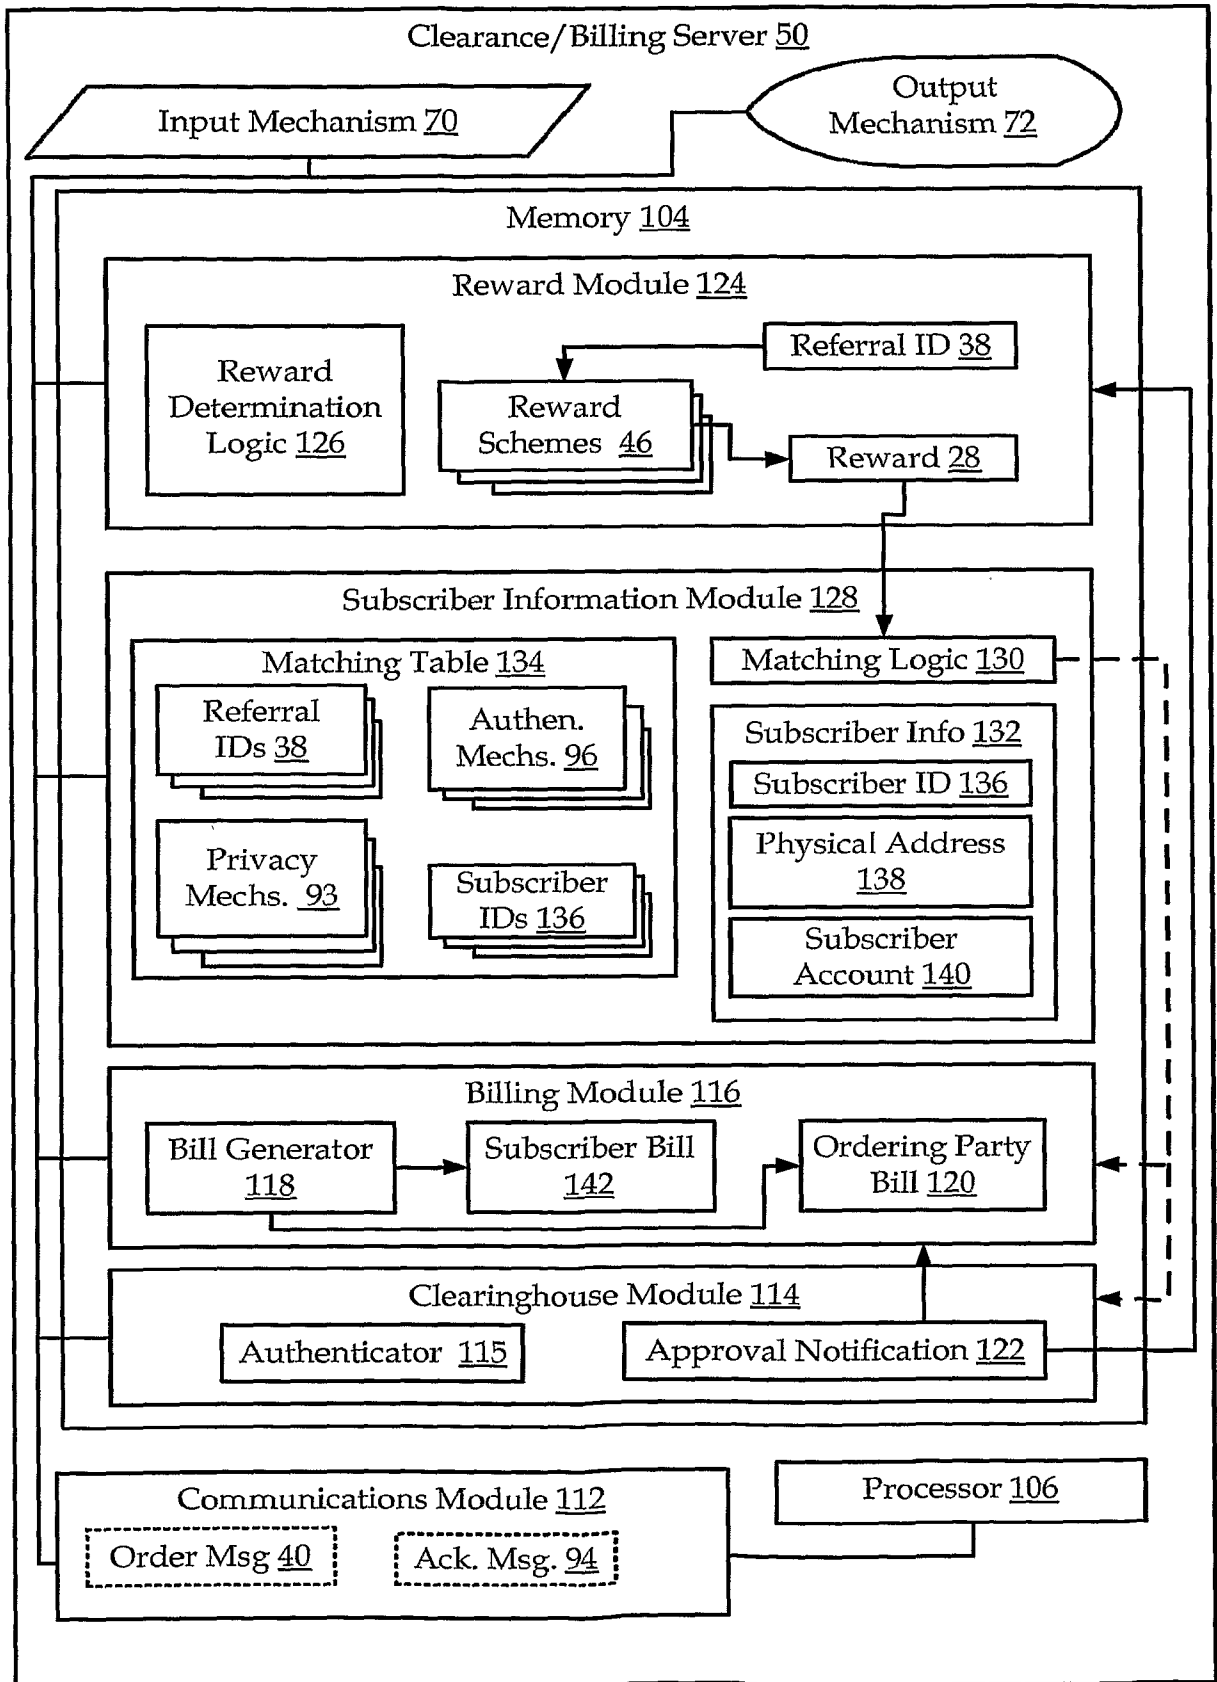 Clearance/Billing Server 50
Input Mechanism 70
Output
Mechanism 72
Memory 104
Reward Module 124
Reward
Determination
Logic 126
Referral ID 38
Reward
Schemes 46
Reward 28
Subscriber Information Module 128
Matching Table 134
Referral
IDs 38
Authen.
Mechs. 96
Privacy
Mechs. 93
Subscriber
IDs 136
Matching Logic 130
Subscriber Info 132
Subscriber ID 136
Physical Address
138
Subscriber
Account 140
Billing Module 116
Bill Generator
118
Subscriber Bill
142
Ordering Party
Bill 120
Clearinghouse Module 114
Authenticator 115
Approval Notification 122
Communications Module 112
Order Msg 40
Ack. Msg. 94
Processor 106